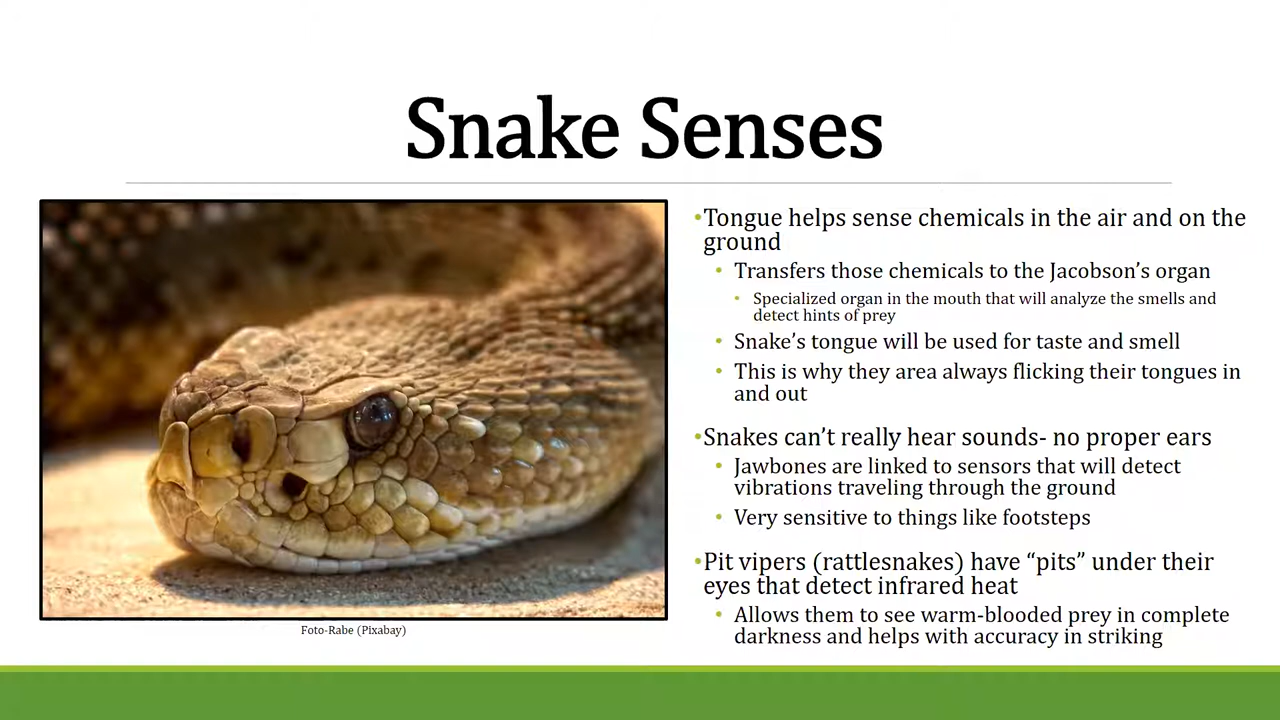 Snake Senses
•Tongue helps sense chemicals in the air and on the
ground
• Transfers those chemicals to the Jacobson's organ
• Specialized organ in the mouth that will analyze the smells and
detect hints of prey
• Snake's tongue will be used for taste and smell
• This is why they area always flicking their tongues in
and out
•Snakes can't really hear sounds- no proper ears
• Jawbones are linked to sensors that will detect
vibrations traveling through the ground
• Very sensitive to things like footsteps
•Pit vipers (rattlesnakes) have “pits” under their
eyes that detect infrared heat
• Allows them to see warm-blooded prey in complete
darkness and helps with accuracy in striking
Foto-Rabe (Pixabay)